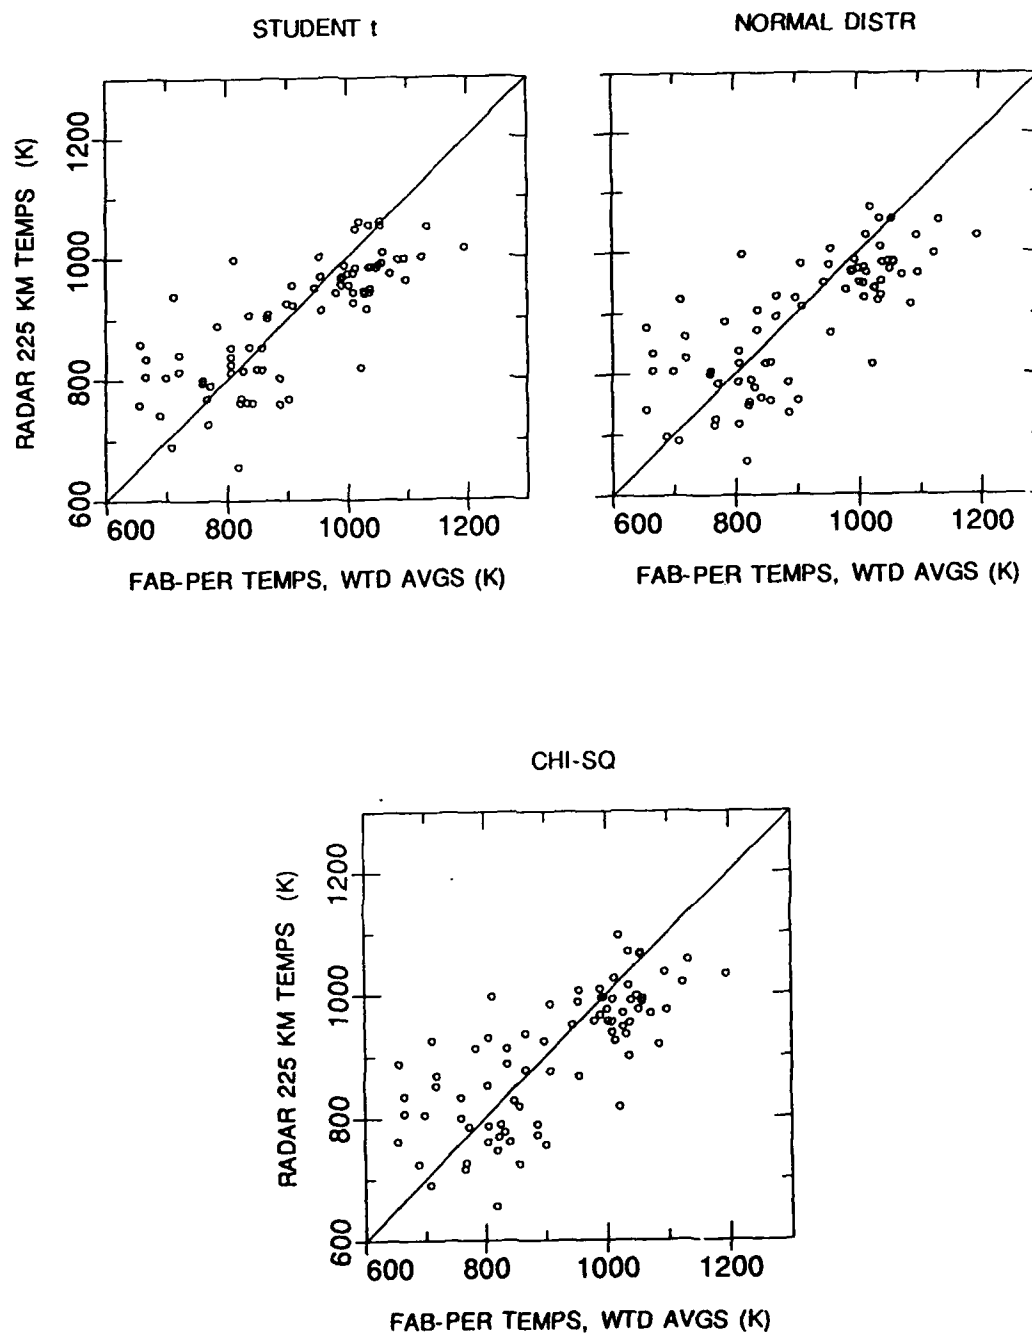 STUDENT t
RADAR 225 KM TEMPS (K)
1200
1000
800
600
600 800 1000 1200
FAB-PER TEMPS, WTD AVGS (K)
NORMAL DISTR
600 800 1000 1200
FAB-PER TEMPS, WTD AVGS (K)
CHI-SQ
RADAR 225 KM TEMPS (K)
1200
1000
800
600
600 800 1000 1200
FAB-PER TEMPS, WTD AVGS (K)